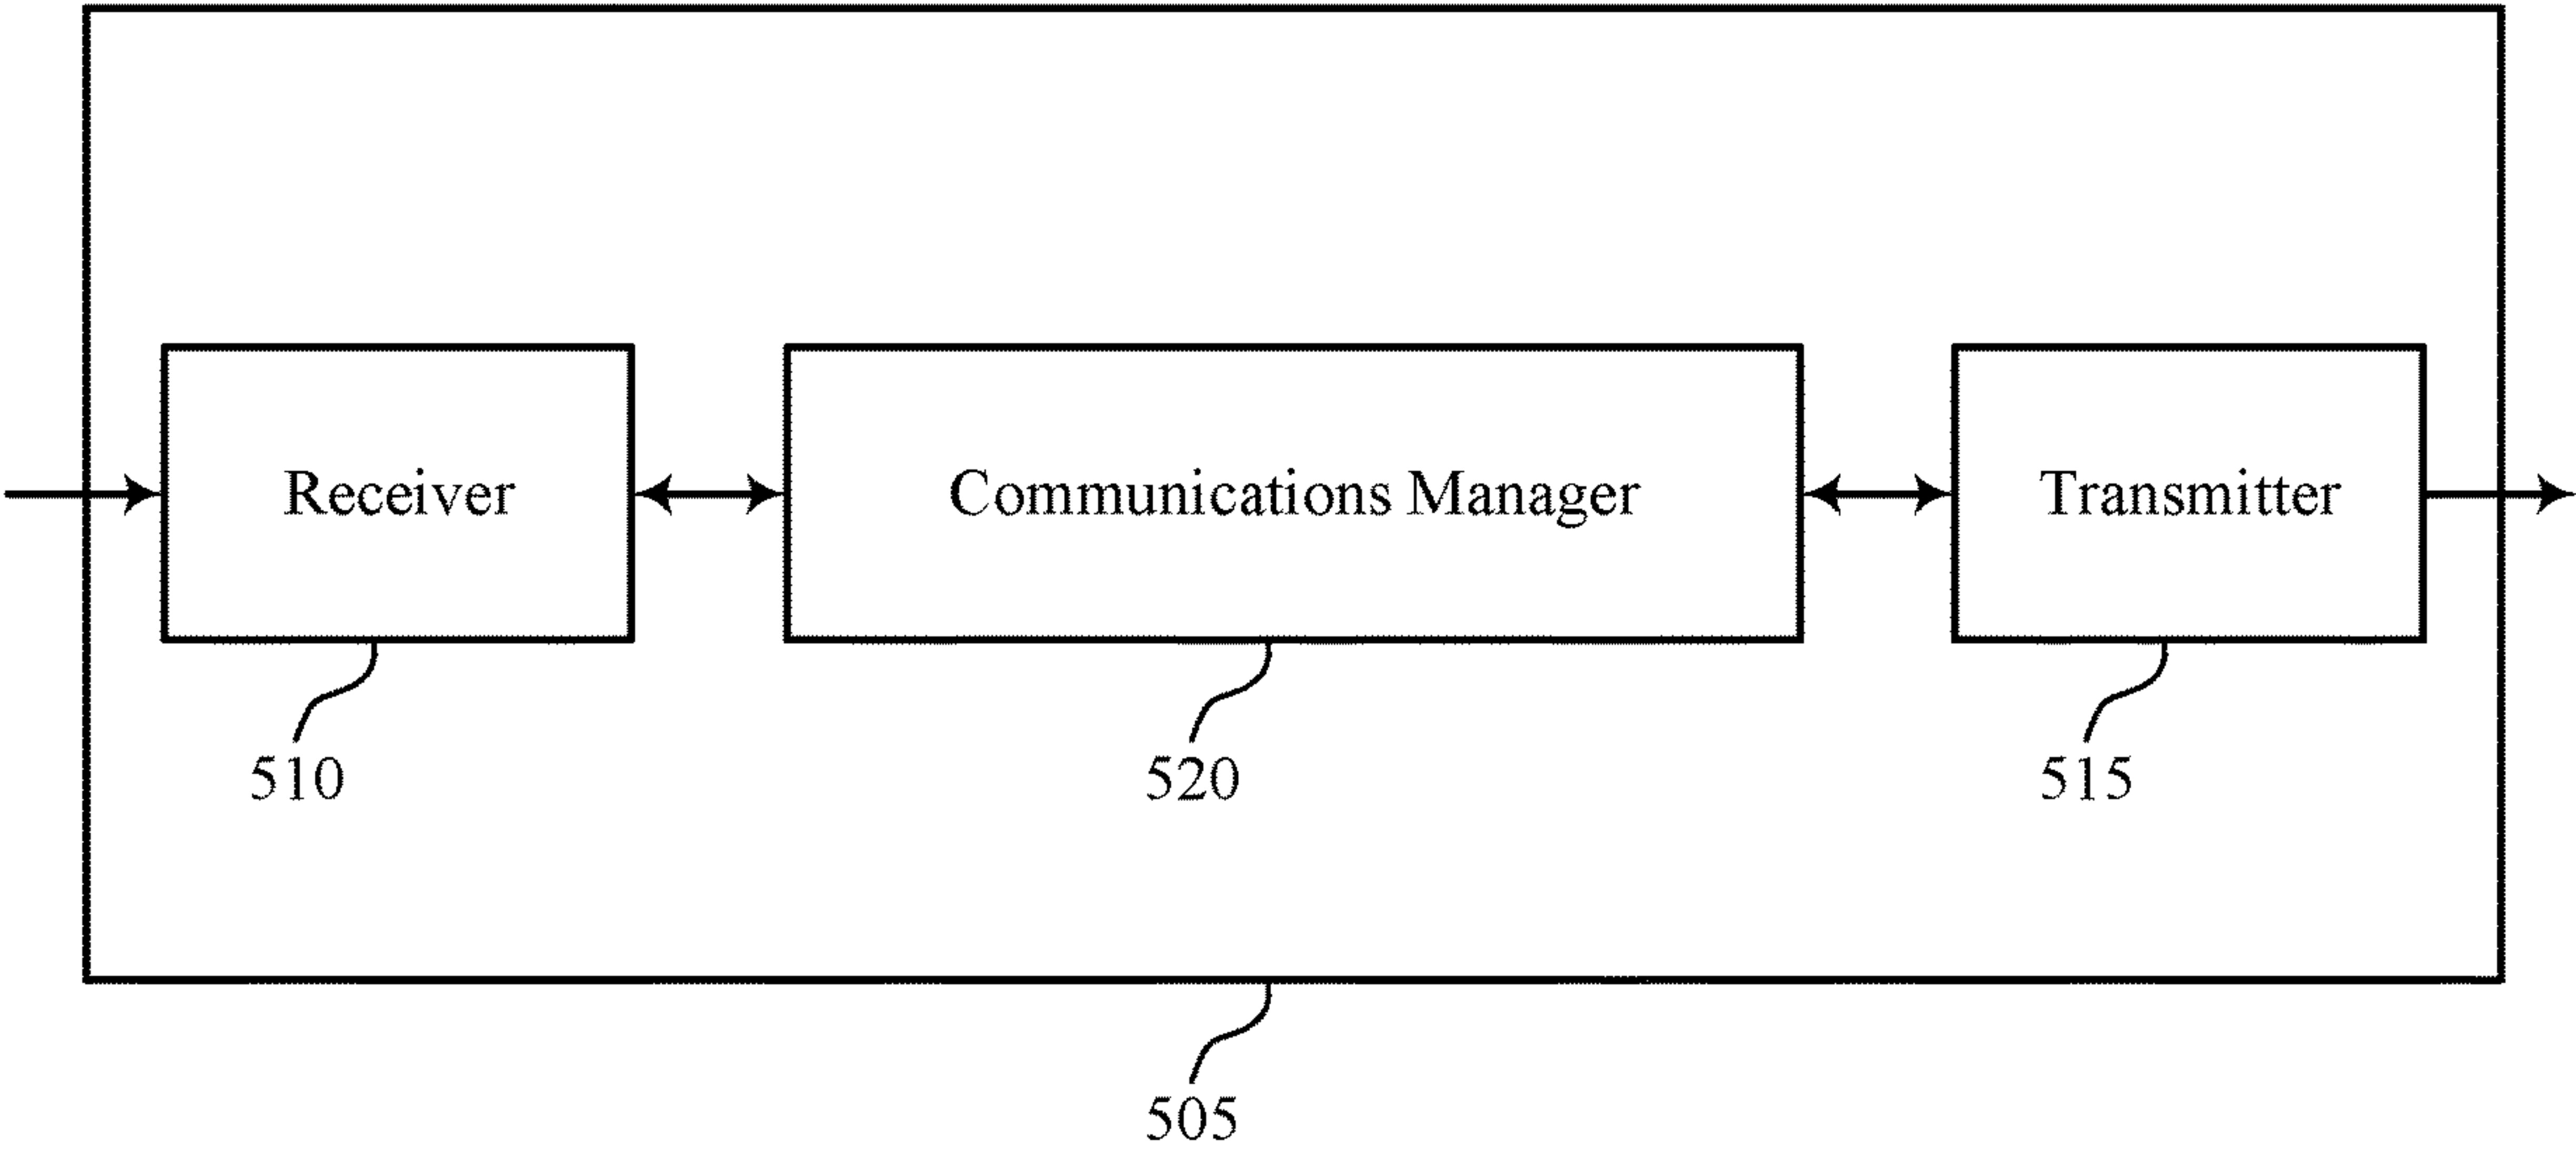 Receiver
Communications Manager
Transmitter
510
520
515
505